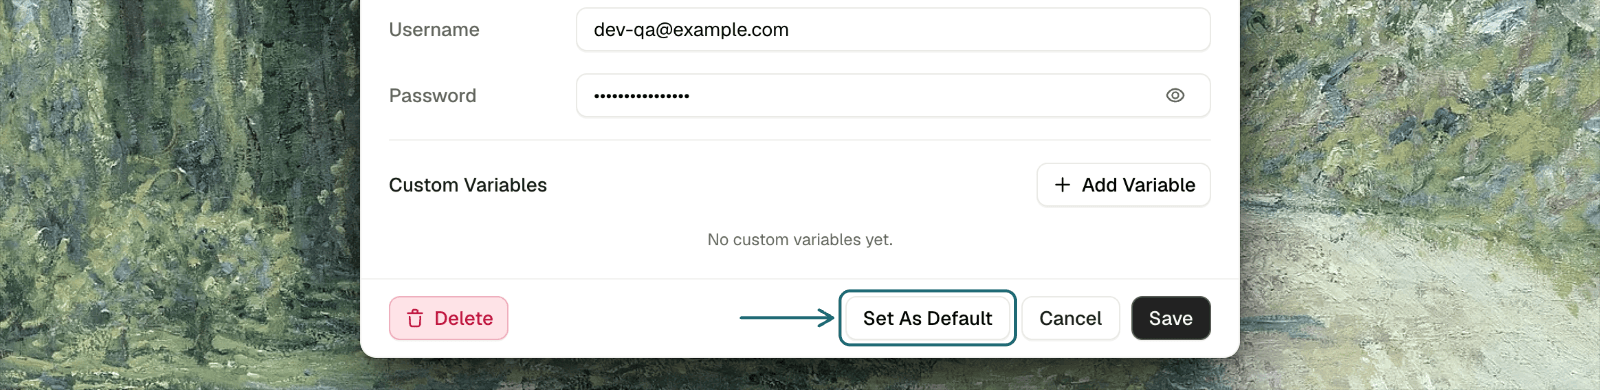 Username
dev-qa@example.com
Password
••••••••••••••••
Custom Variables
+ Add Variable
No custom variables yet.
Delete
Set As Default
Cancel
Save